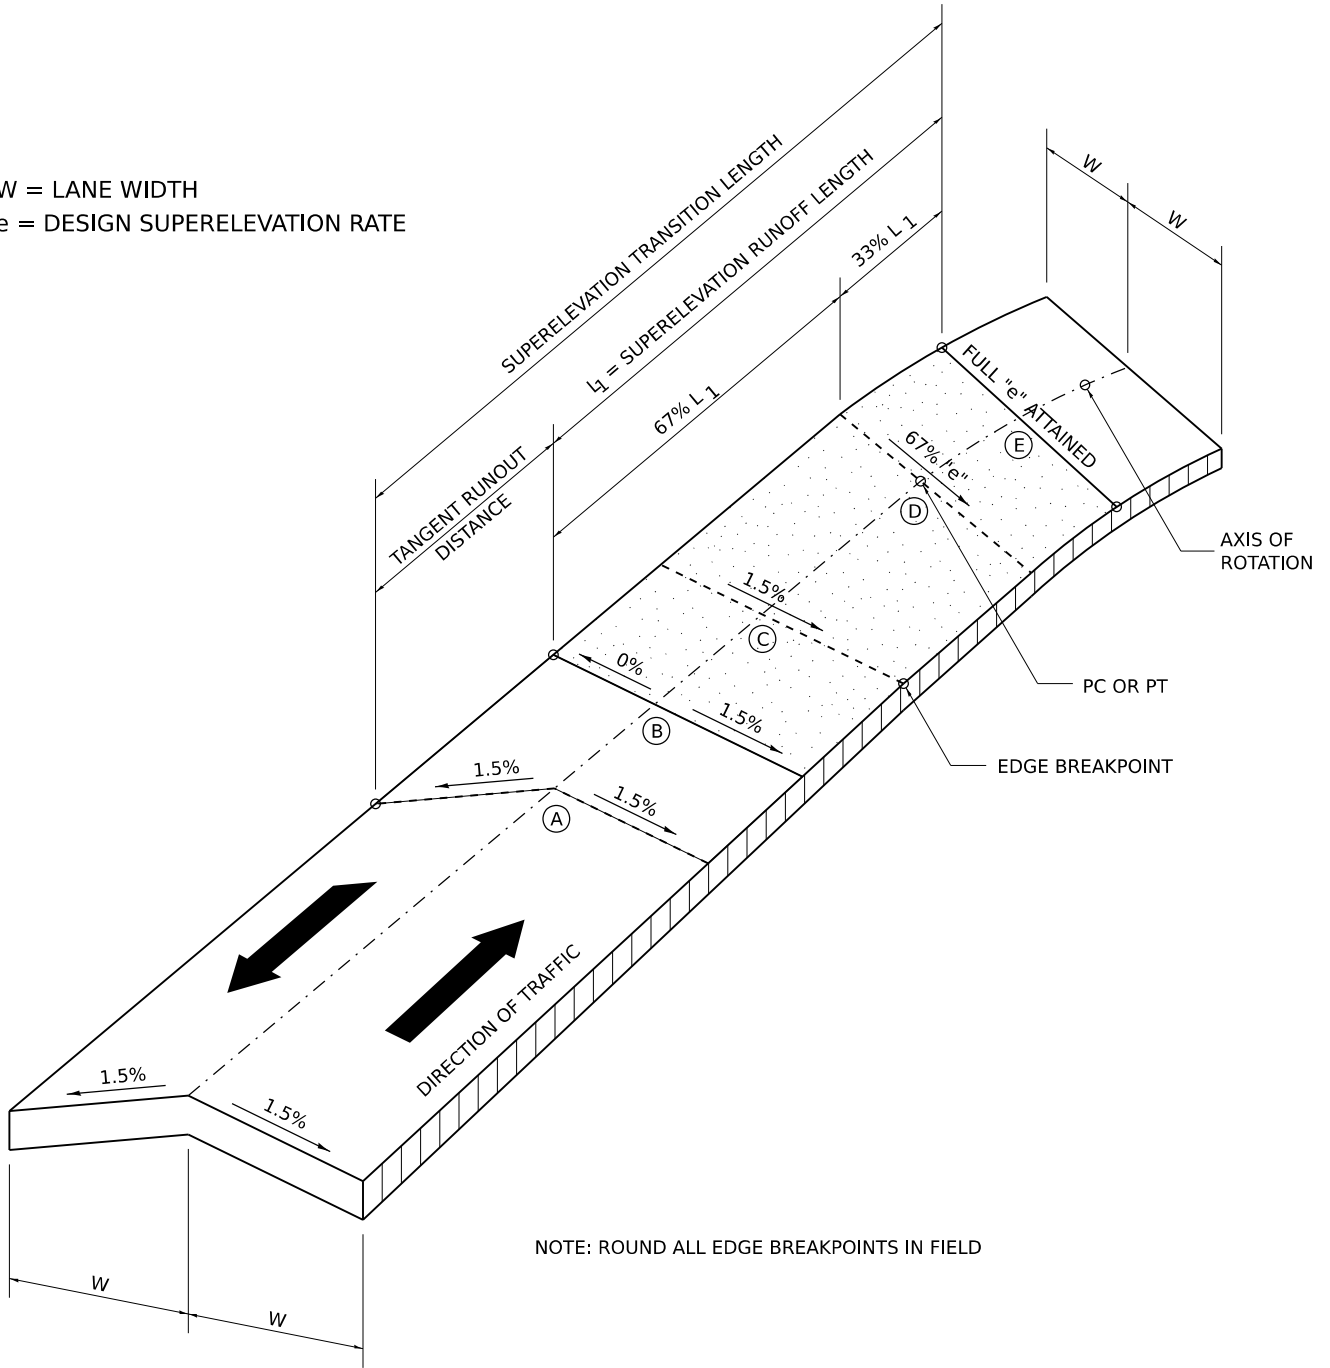 W = LANE WIDTH
e = DESIGN SUPERELEVATION RATE
SUPERELEVATION TRANSITION LENGTH
L1 = SUPERELEVATION RUNOFF LENGTH
33% L 1
67% L 1
TANGENT RUNOUT
DISTANCE
W
W
FULL "e" ATTAINED
E
67% "e"
D
AXIS OF
ROTATION
1.5%
C
PC OR PT
0%
1.5%
B
EDGE BREAKPOINT
1.5%
1.5%
A
DIRECTION OF TRAFFIC
1.5%
1.5%
NOTE: ROUND ALL EDGE BREAKPOINTS IN FIELD
W
W